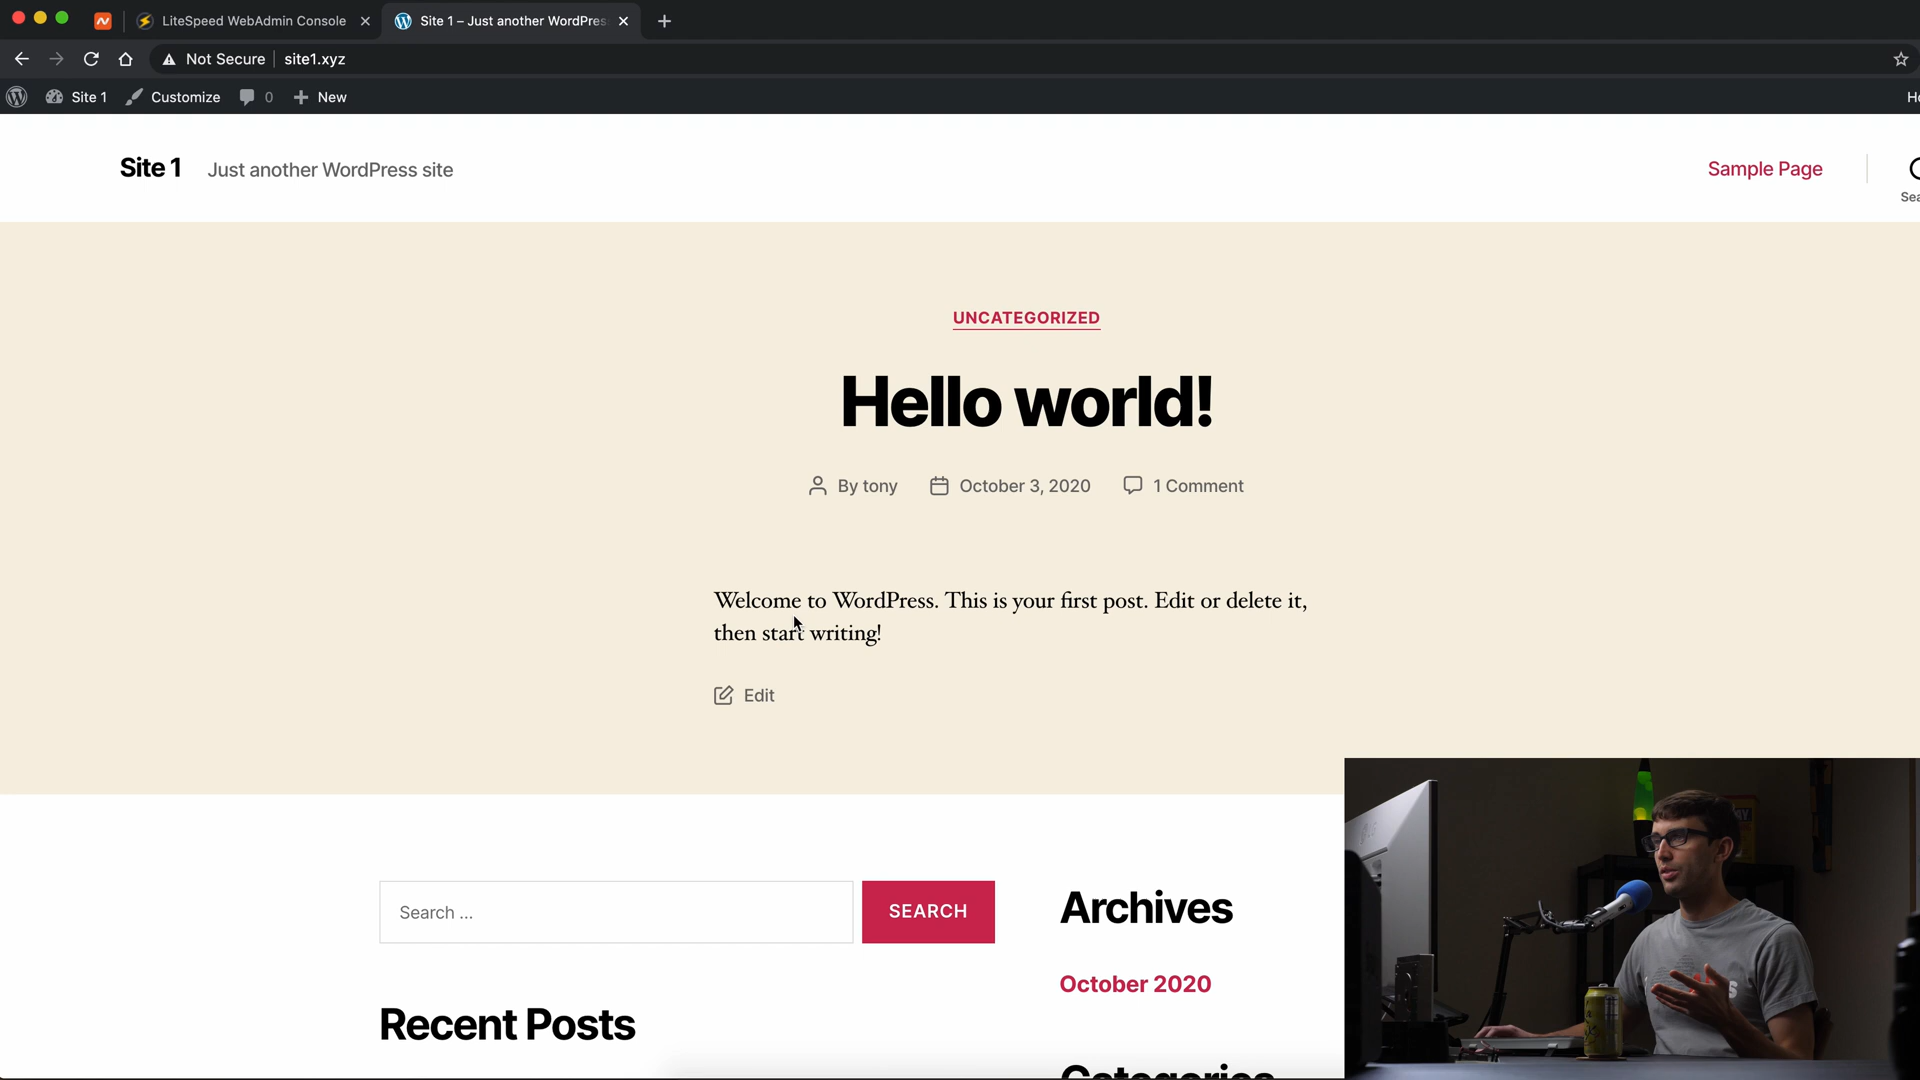 LiteSpeed WebAdmin Console
Site 1 – Just another WordPres
Not Secure
site1.xyz
Site 1
Customize
0
New
Site 1
Just another WordPress site
Sample Page
UNCATEGORIZED
Hello world!
By tony
October 3, 2020
1 Comment
Welcome to WordPress. This is your first post. Edit or delete it,
then start writing!
Edit
Search ...
SEARCH
Archives
October 2020
Recent Posts
Categories